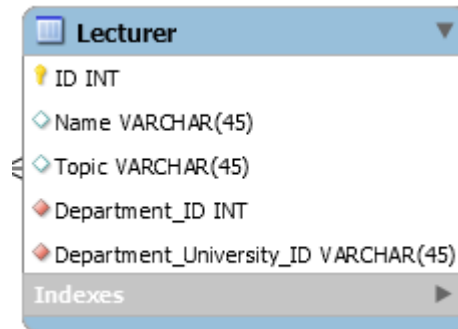 Lecturer
ID INT
Name VARCHAR(45)
Topic VARCHAR(45)
Department_ID INT
Department_University_ID VARCHAR(45)
Indexes